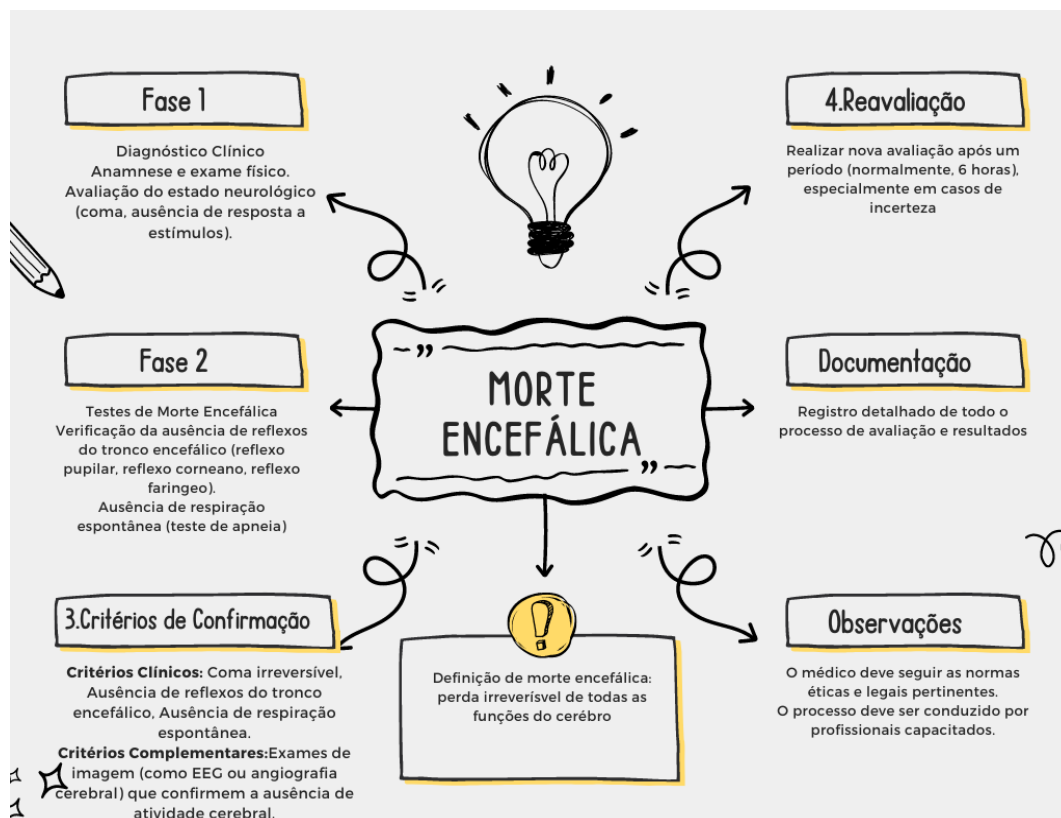 Fase 1
Diagnóstico Clínico
Anamnese e exame físico.
Avaliação do estado neurológico
(coma, ausência de resposta a
estímulos).
Fase 2
Testes de Morte Encefálica
Verificação da ausência de reflexos
do tronco encefálico (reflexo
pupilar, reflexo corneano, reflexo
faringeo).
Ausência de respiração
espontânea (teste de apneia)
3.Critérios de Confirmação
Critérios Clínicos: Coma irreversível,
Ausência de reflexos do tronco
encefálico, Ausência de respiração
espontânea.
Critérios Complementares:Exames de
imagem (como EEG ou angiografia
cerebral) que confirmem a ausência de
atividade cerebral.
MORTE
ENCEFÁLICA
Definição de morte encefálica:
perda irreverísvel de todas as
funções do cerébro
4.Reavaliação
Realizar nova avaliação após um
período (normalmente, 6 horas),
especialmente em casos de
incerteza
Documentação
Registro detalhado de todo o
processo de avaliação e resultados
Observações
O médico deve seguir as normas
éticas e legais pertinentes.
O processo deve ser conduzido por
profissionais capacitados.